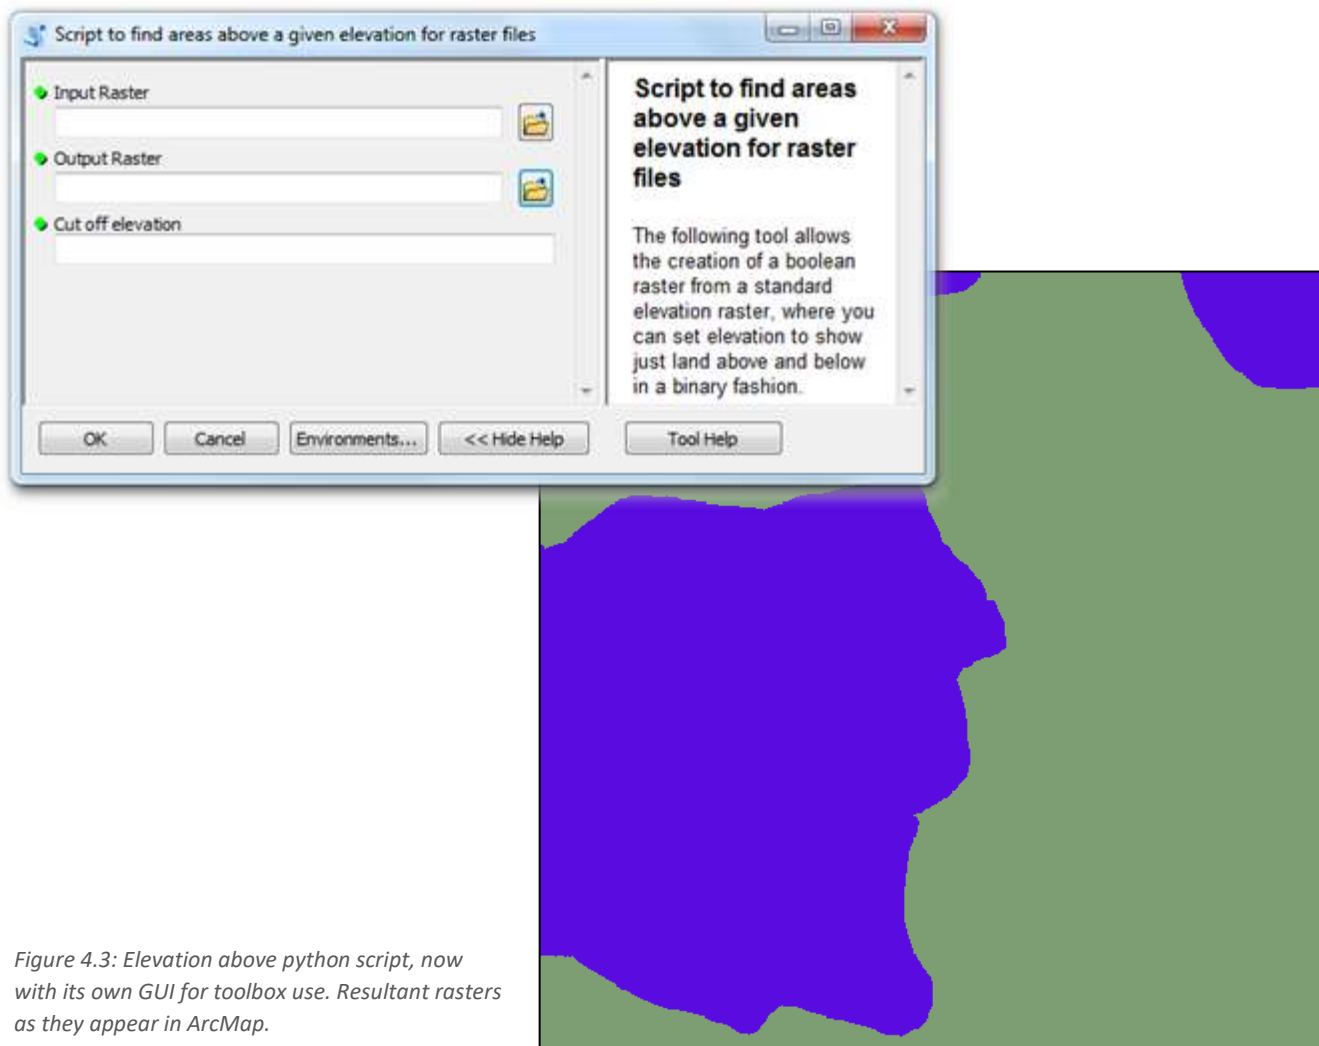 Script to find areas above a given elevation for raster files
Input Raster
Output Raster
Cut off elevation
OK
Cancel
Environments...
<< Hide Help
Script to find areas
above a given
elevation for raster
files
The following tool allows
the creation of a boolean
raster from a standard
elevation raster, where you
can set elevation to show
just land above and below
in a binary fashion.
Tool Help
Figure 4.3: Elevation above python script, now
with its own GUI for toolbox use. Resultant rasters
as they appear in ArcMap.